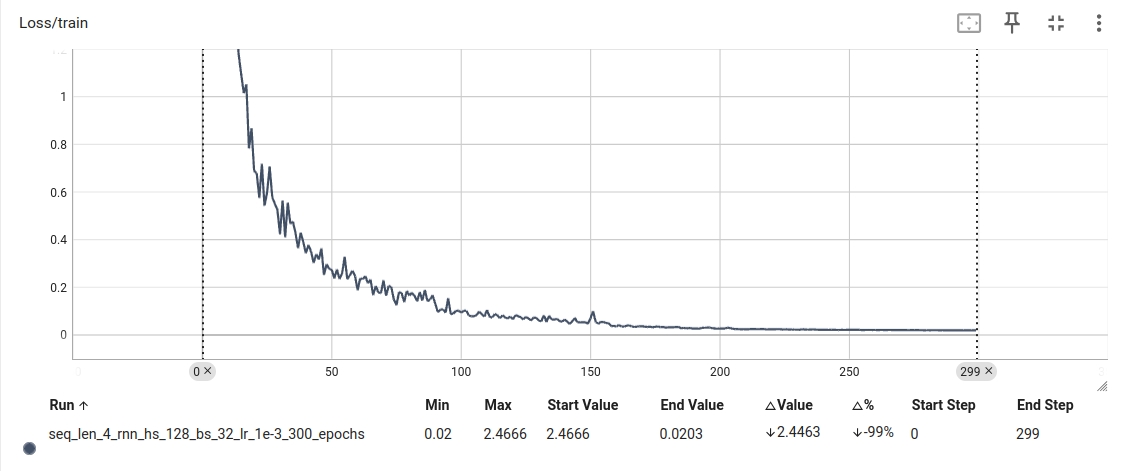 Loss/train
1
0.8
0.6
0.4
0.2
0
0 × 50 100 150 200 250 299 ×
Run ↑ Min Max Start Value End Value △Value △% Start Step End Step
seq_len_4_rnn_hs_128_bs_32_lr_1e-3_300_epochs 0.02 2.4666 2.4666 0.0203 ↓2.4463 ↓-99% 0 299